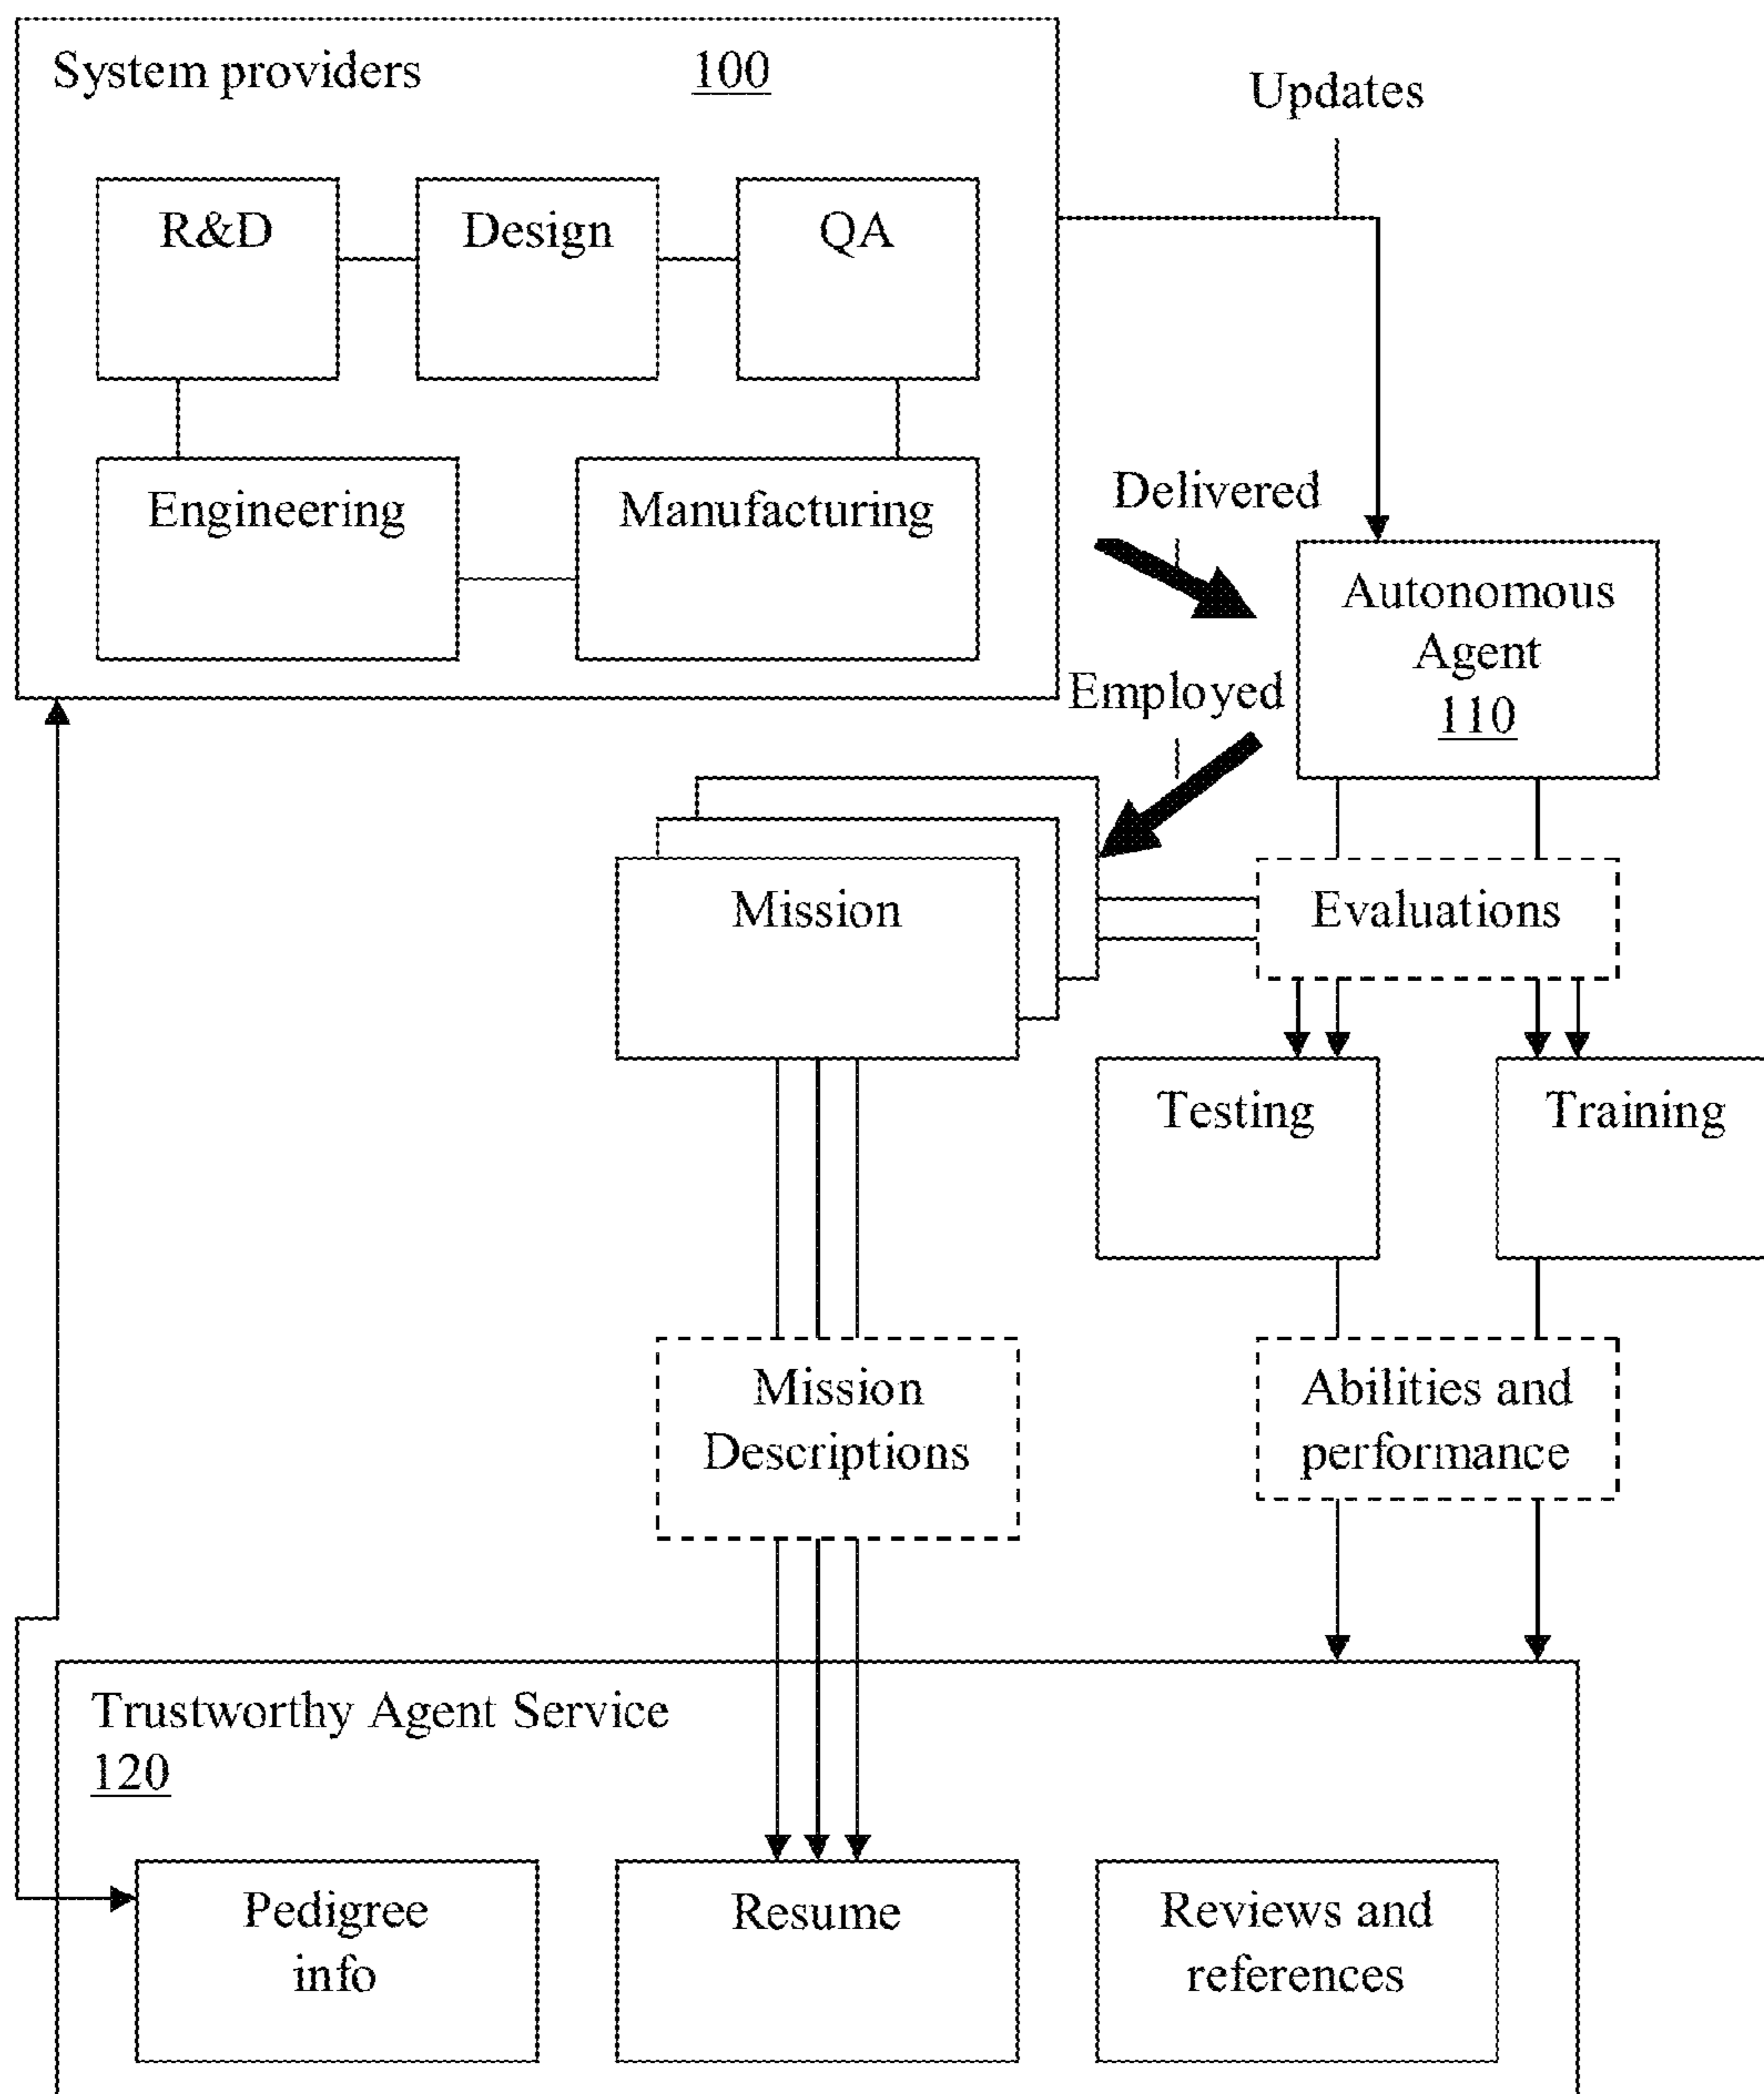 System providers 100
Updates
R&D
Design
QA
Engineering
Manufacturing
Delivered
Autonomous
Agent
110
Employed
Mission
Evaluations
Testing
Training
Mission
Descriptions
Abilities and
performance
Trustworthy Agent Service
120
Pedigree
info
Resume
Reviews and
references